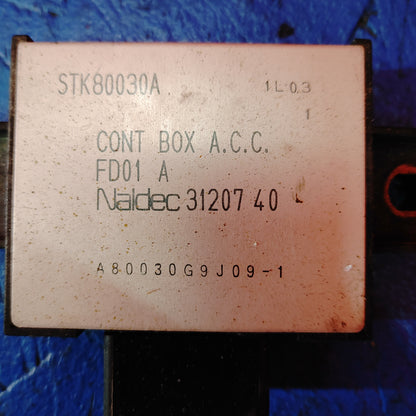 STK80030A 1L03
1
CONT BOX A.C.C.
FD01 A
Naldec 31207 40
A80030G9J09-1